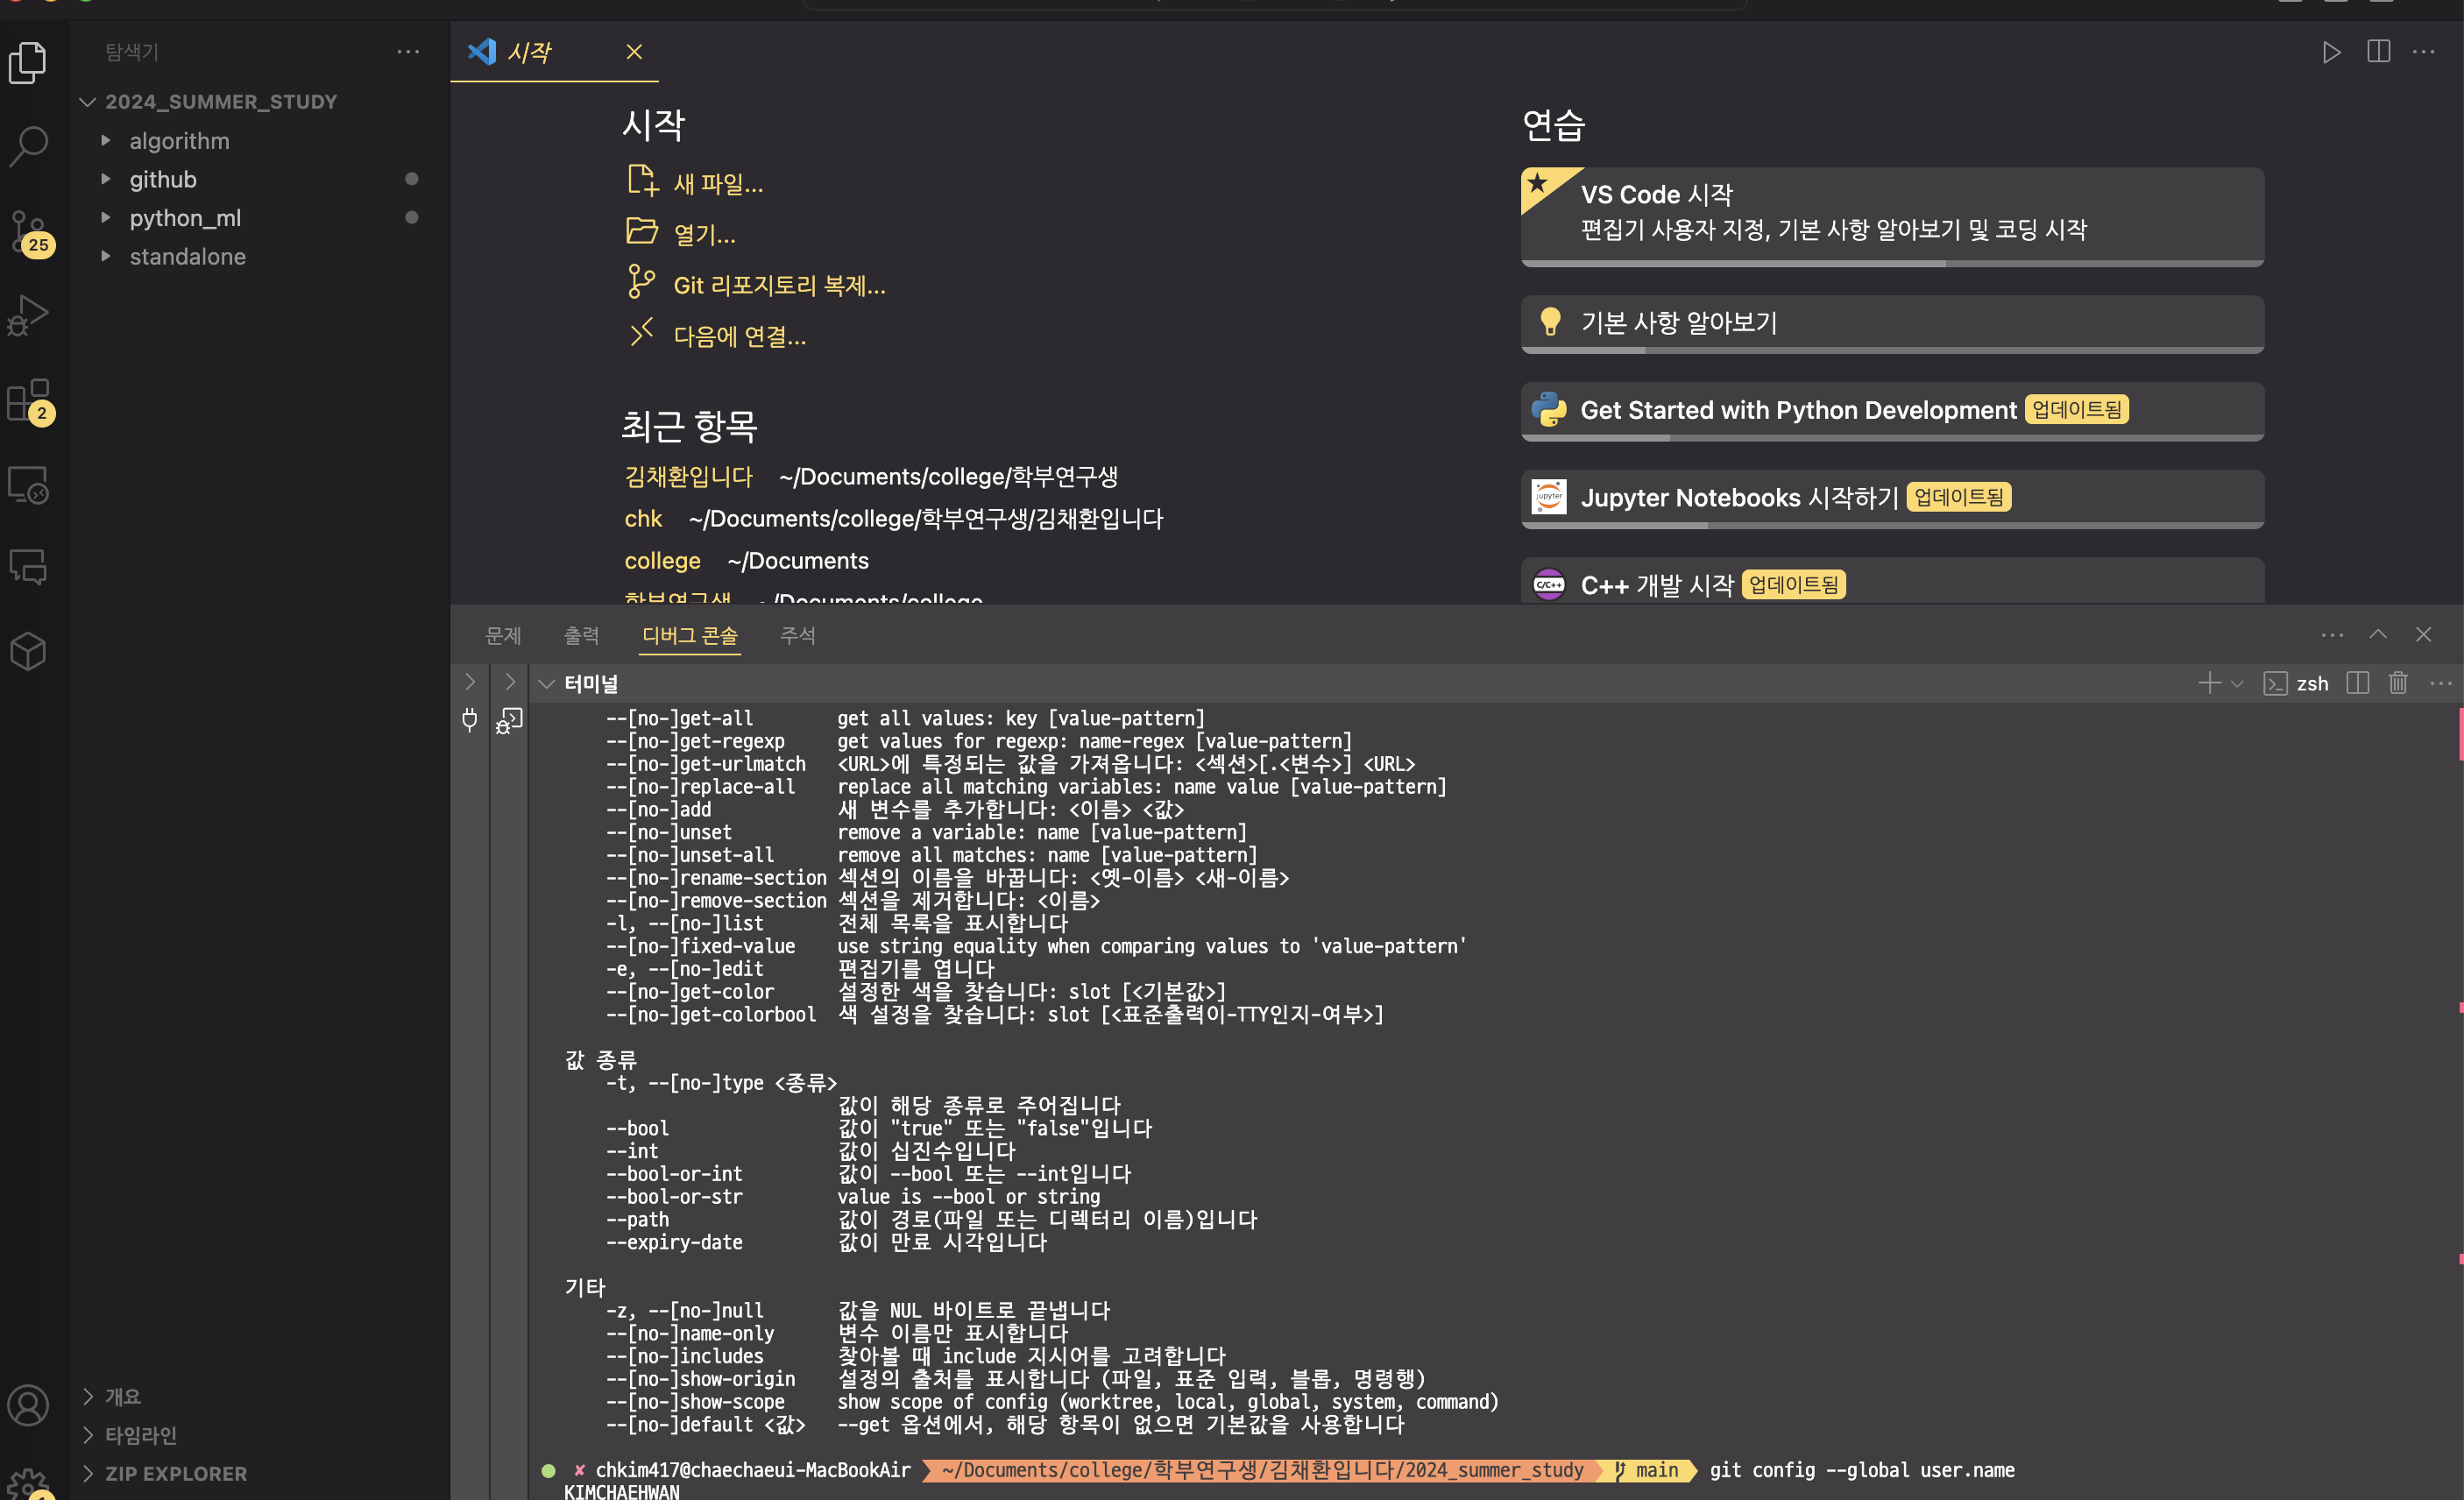 탐색기
2024_SUMMER_STUDY
algorithm
github
python_ml
standalone
25
2
개요
타임라인
ZIP EXPLORER
시작
시작
새 파일...
열기...
Git 리포지토리 복제...
다음에 연결...
최근 항목
김채환입니다 ~/Documents/college/학부연구생
chk ~/Documents/college/학부연구생/김채환입니다
college ~/Documents
학부연구생 ~/Documents/college
연습
VS Code 시작
편집기 사용자 지정, 기본 사항 알아보기 및 코딩 시작
기본 사항 알아보기
Get Started with Python Development 업데이트됨
jupyter
Jupyter Notebooks 시작하기 업데이트됨
C/C++
C++ 개발 시작 업데이트됨
문제 출력 디버그 콘솔 주석
터미널
zsh
--[no-]get-all get all values: key [value-pattern]
--[no-]get-regexp get values for regexp: name-regex [value-pattern]
--[no-]get-urlmatch <URL>에 특정되는 값을 가져옵니다: <섹션>[.<변수>] <URL>
--[no-]replace-all replace all matching variables: name value [value-pattern]
--[no-]add 새 변수를 추가합니다: <이름> <값>
--[no-]unset remove a variable: name [value-pattern]
--[no-]unset-all remove all matches: name [value-pattern]
--[no-]rename-section 섹션의 이름을 바꿉니다: <옛-이름> <새-이름>
--[no-]remove-section 섹션을 제거합니다: <이름>
-l, --[no-]list 전체 목록을 표시합니다
--[no-]fixed-value use string equality when comparing values to 'value-pattern'
-e, --[no-]edit 편집기를 엽니다
--[no-]get-color 설정한 색을 찾습니다: slot [<기본값>]
--[no-]get-colorbool 색 설정을 찾습니다: slot [<표준출력이-TTY인지-여부>]
값 종류
-t, --[no-]type <종류>
값이 해당 종류로 주어집니다
--bool 값이 "true" 또는 "false"입니다
--int 값이 십진수입니다
--bool-or-int 값이 --bool 또는 --int입니다
--bool-or-str value is --bool or string
--path 값이 경로(파일 또는 디렉터리 이름)입니다
--expiry-date 값이 만료 시각입니다
기타
-z, --[no-]null 값을 NUL 바이트로 끝냅니다
--[no-]name-only 변수 이름만 표시합니다
--[no-]includes 찾아볼 때 include 지시어를 고려합니다
--[no-]show-origin 설정의 출처를 표시합니다 (파일, 표준 입력, 블롭, 명령행)
--[no-]show-scope show scope of config (worktree, local, global, system, command)
--[no-]default <값> --get 옵션에서, 해당 항목이 없으면 기본값을 사용합니다
✘ chkim417@chaechaeui-MacBookAir ~/Documents/college/학부연구생/김채환입니다/2024_summer_study main git config --global user.name
KIMCHAEHWAN